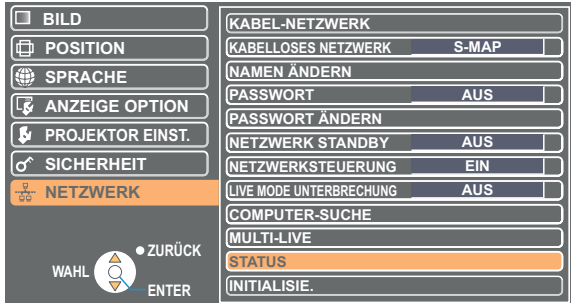 BILD
POSITION
SPRACHE
ANZEIGE OPTION
PROJEKTOR EINST.
SICHERHEIT
NETZWERK
ZURÜCK
WAHL
ENTER
KABEL-NETZWERK
KABELLOSES NETZWERK S-MAP
NAMEN ÄNDERN
PASSWORT AUS
PASSWORT ÄNDERN
NETZWERK STANDBY AUS
NETZWERKSTEUERUNG EIN
LIVE MODE UNTERBRECHUNG AUS
COMPUTER-SUCHE
MULTI-LIVE
STATUS
INITIALISIE.